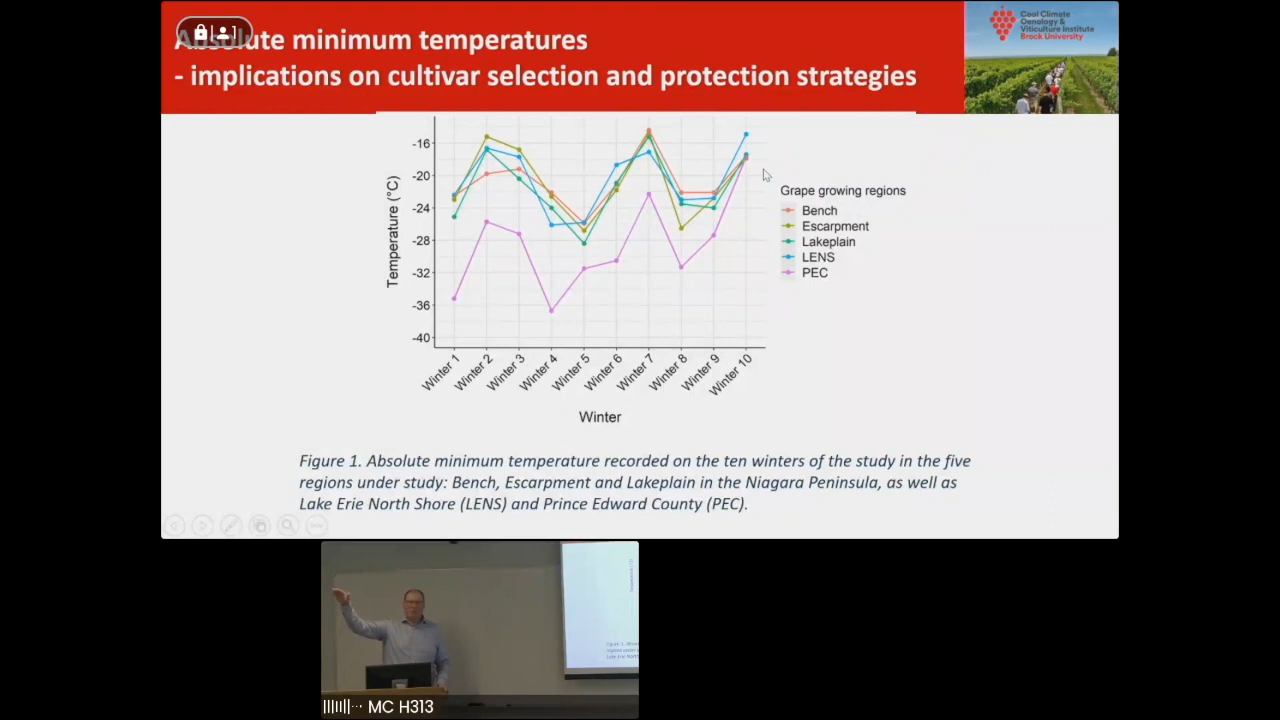 Absolute minimum temperatures
- implications on cultivar selection and protection strategies
1
Cool Climate
Oenology &
Viticulture Institute
Brock University
Temperature (°C)
-16
-20
-24
-28
-32
-36
-40
Winter 1
Winter 2
Winter 3
Winter 4
Winter 5
Winter 6
Winter 7
Winter 8
Winter 9
Winter 10
Winter
Grape growing regions
Bench
Escarpment
Lakeplain
LENS
PEC
Figure 1. Absolute minimum temperature recorded on the ten winters of the study in the five
regions under study: Bench, Escarpment and Lakeplain in the Niagara Peninsula, as well as
Lake Erie North Shore (LENS) and Prince Edward County (PEC).
MC H313